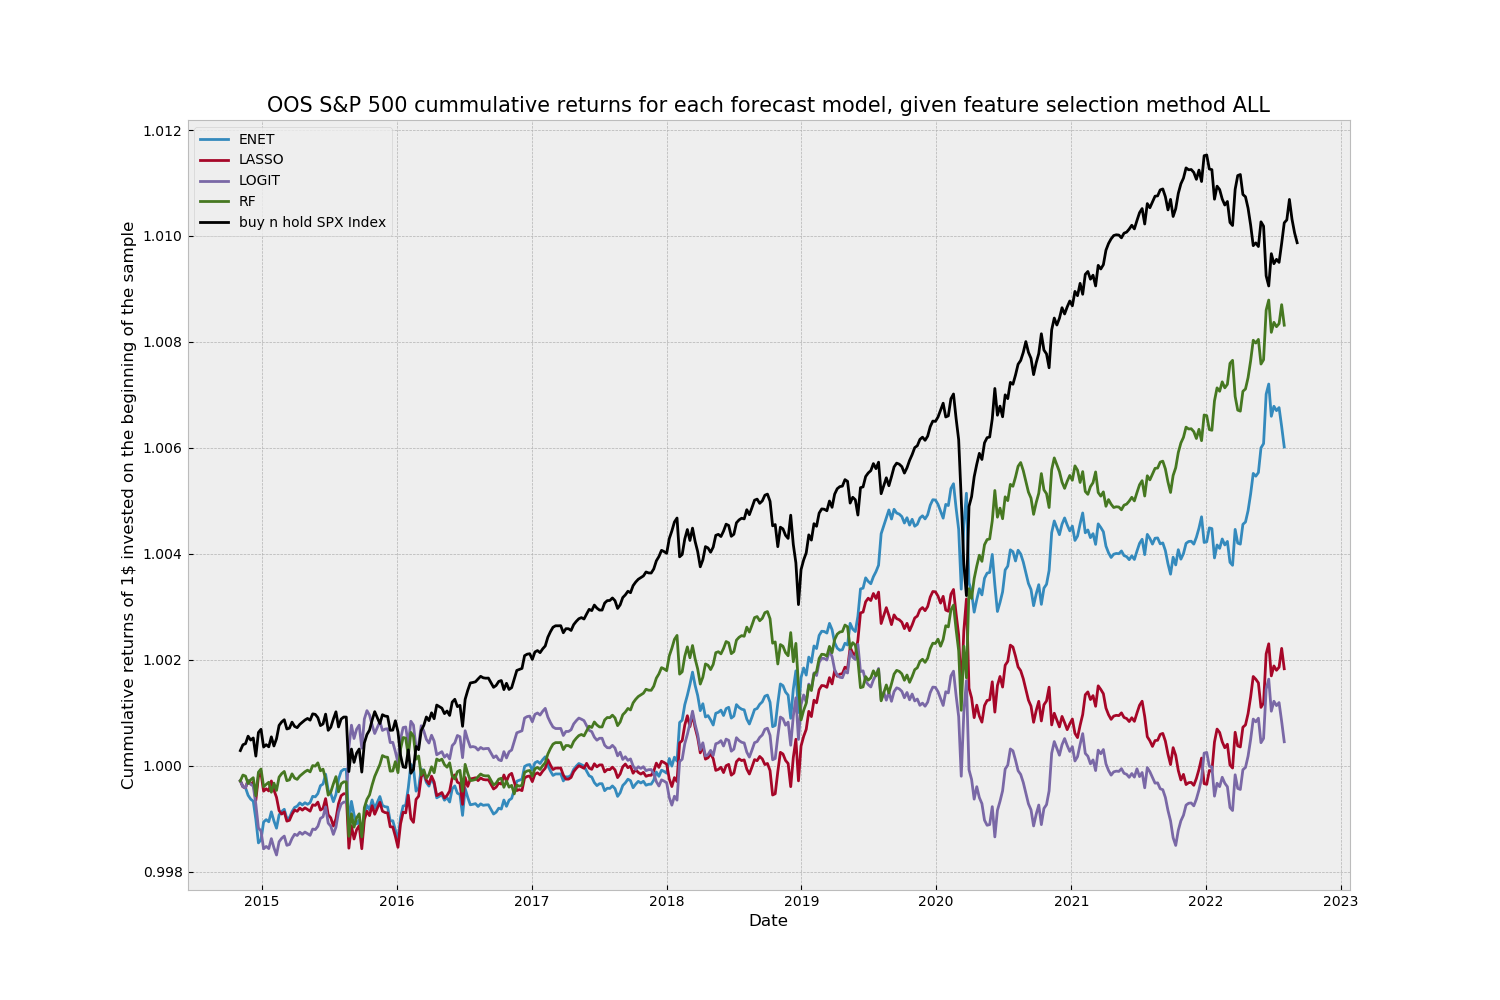 OOS S&P 500 cummulative returns for each forecast model, given feature selection method ALL
ENET
LASSO
LOGIT
RF
buy n hold SPX Index
Cummulative returns of 1$ invested on the beginning of the sample
1.012
1.010
1.008
1.006
1.004
1.002
1.000
0.998
2015 2016 2017 2018 2019 2020 2021 2022 2023
Date